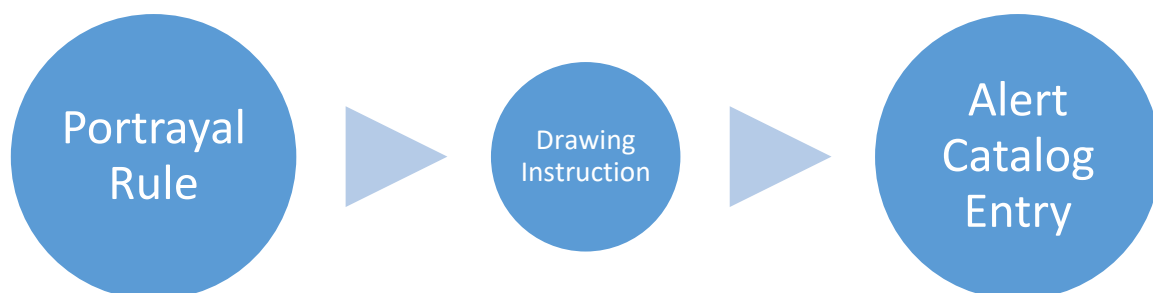 Portrayal
Rule
Drawing
Instruction
Alert
Catalog
Entry